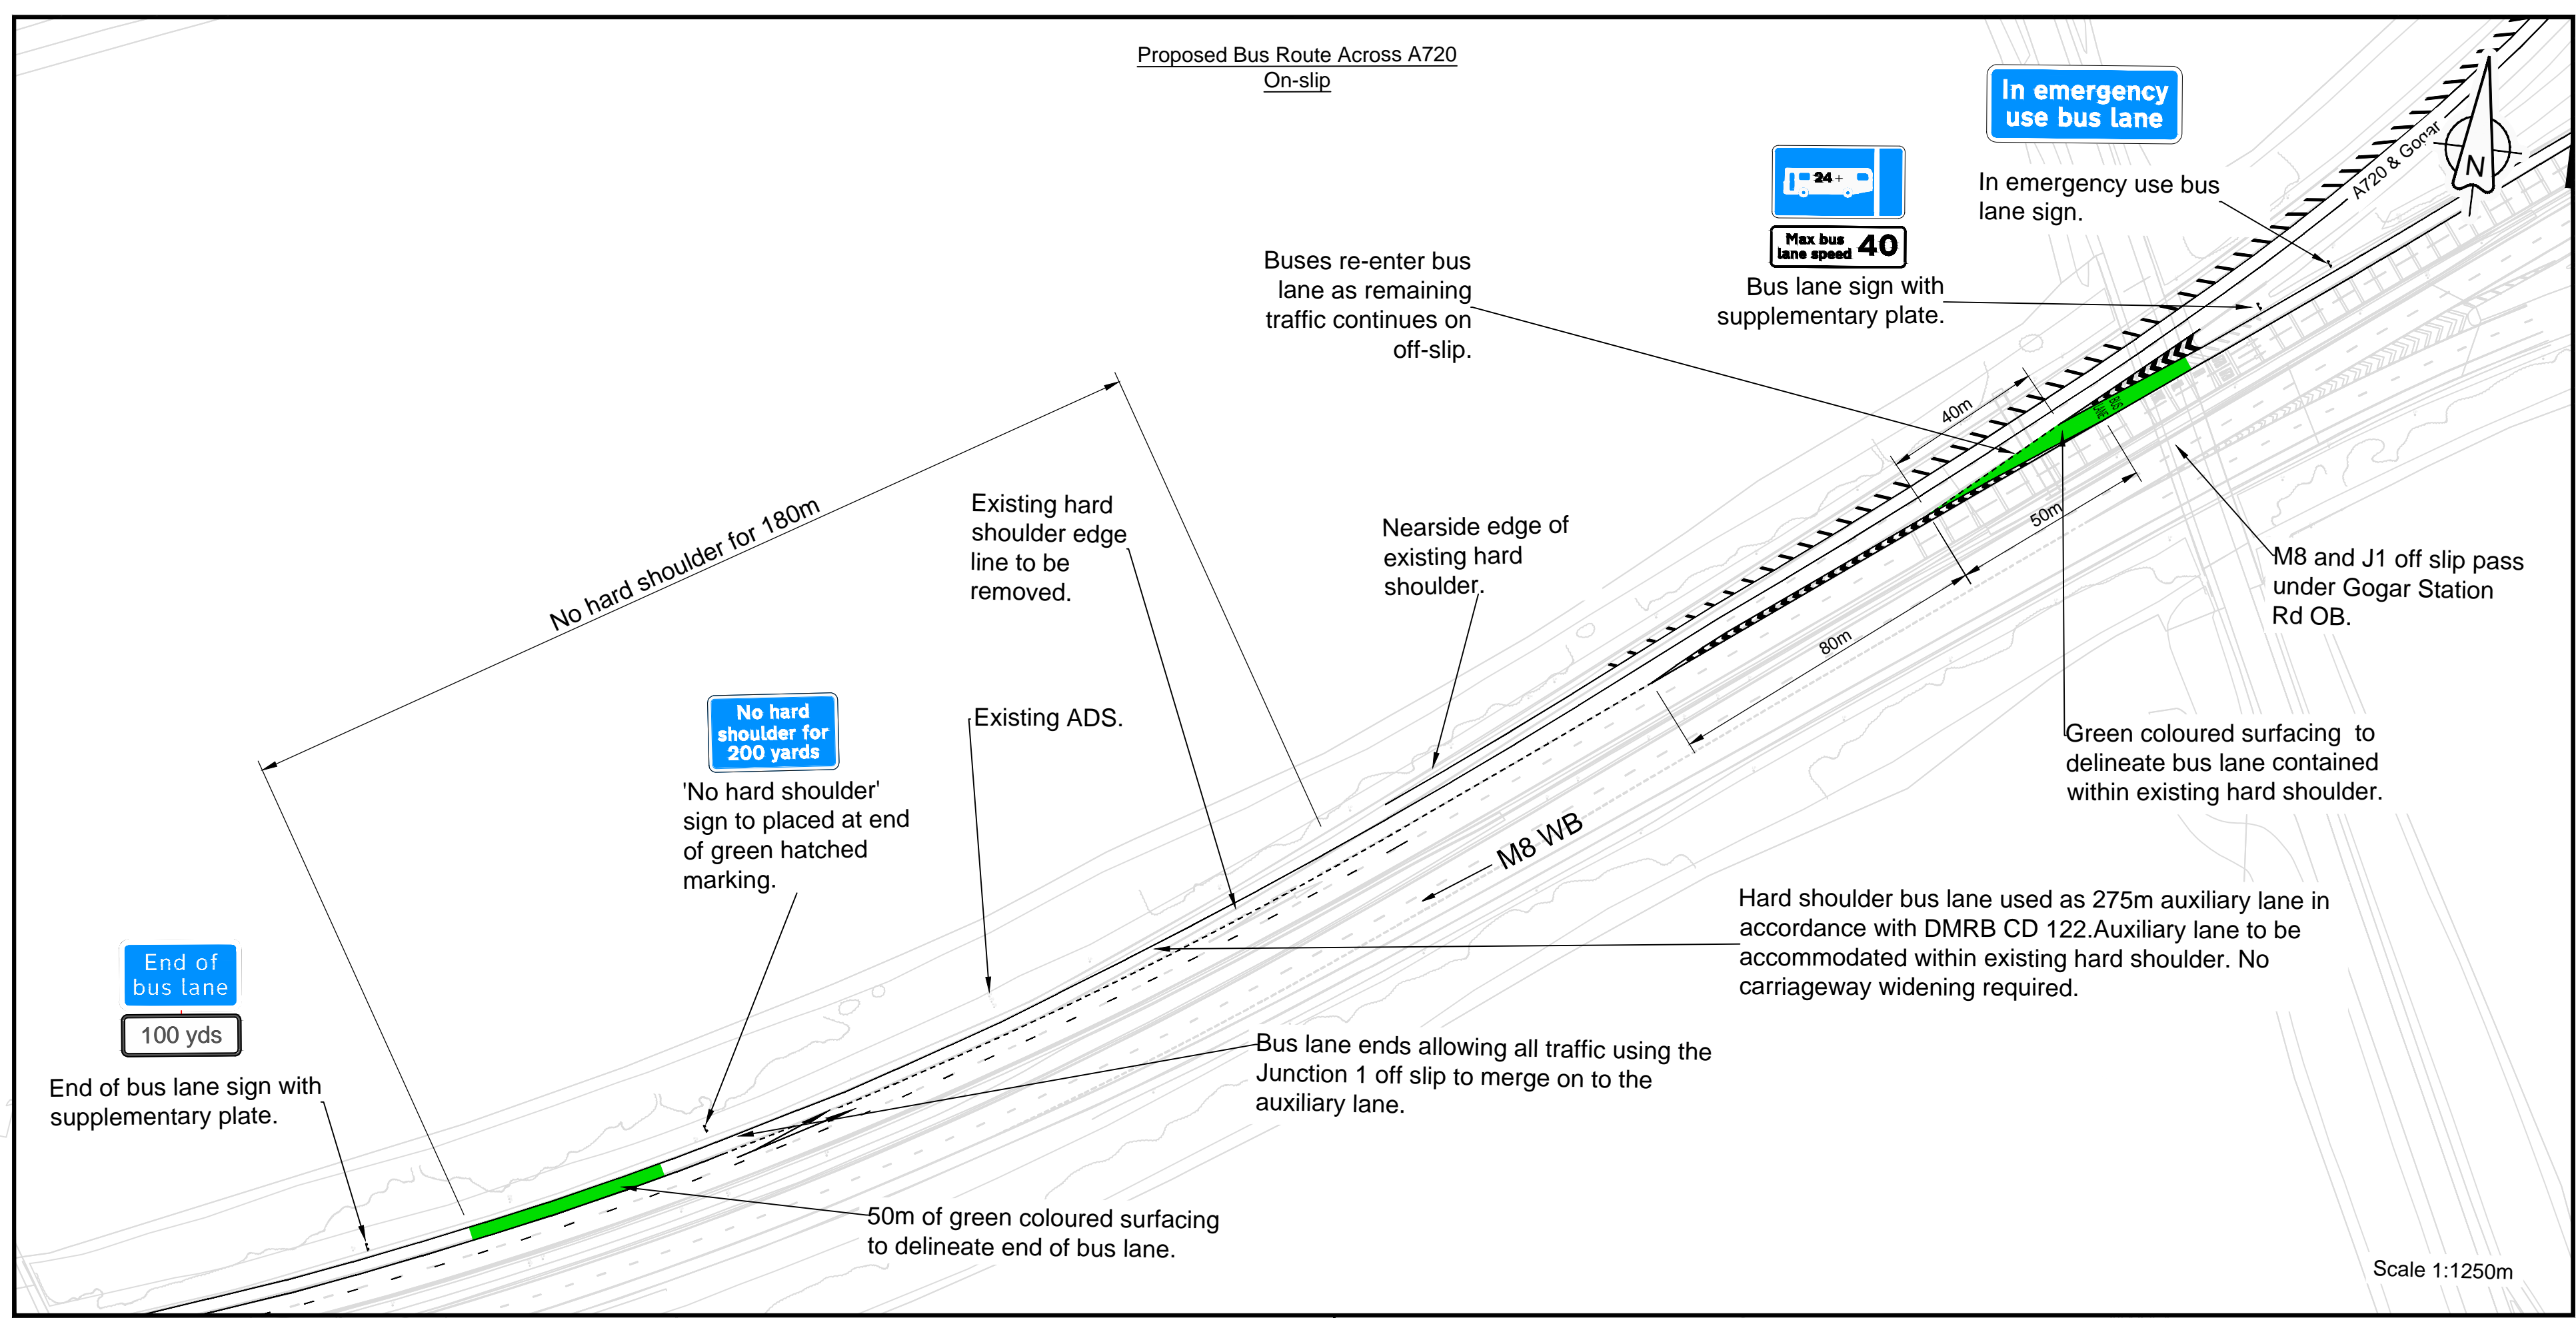 Proposed Bus Route Across A720
On-slip
In emergency
use bus lane
In emergency use bus
lane sign.
A720 & Gogar
N
24+
Max bus
lane speed 40
Bus lane sign with
supplementary plate.
Buses re-enter bus
lane as remaining
traffic continues on
off-slip.
40m
BUS
LANE
50m
80m
M8 and J1 off slip pass
under Gogar Station
Rd OB.
No hard shoulder for 180m
Existing hard
shoulder edge
line to be
removed.
Nearside edge of
existing hard
shoulder.
No hard
shoulder for
200 yards
'No hard shoulder'
sign to placed at end
of green hatched
marking.
Existing ADS.
Green coloured surfacing to
delineate bus lane contained
within existing hard shoulder.
M8 WB
Hard shoulder bus lane used as 275m auxiliary lane in
accordance with DMRB CD 122.Auxiliary lane to be
accommodated within existing hard shoulder. No
carriageway widening required.
End of
bus lane
100 yds
End of bus lane sign with
supplementary plate.
Bus lane ends allowing all traffic using the
Junction 1 off slip to merge on to the
auxiliary lane.
50m of green coloured surfacing
to delineate end of bus lane.
Scale 1:1250m